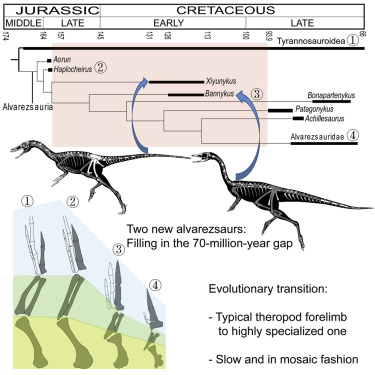 JURASSIC CRETACEOUS
MIDDLE LATE EARLY LATE
174 164 157 145 131 126 113 100 93.9 66
Tyrannosauroidea ①
Aorun
Haplocheirus ②
Xiyunykus
Bannykus ③
Bonapartenykus
Alvarezsauria
Patagonykus
Achillesaurus
Alvarezsauridae ④
① ② ③ ④
Two new alvarezsaurs:
Filling in the 70-million-year gap
Evolutionary transition:
- Typical theropod forelimb
to highly specialized one
- Slow and in mosaic fashion